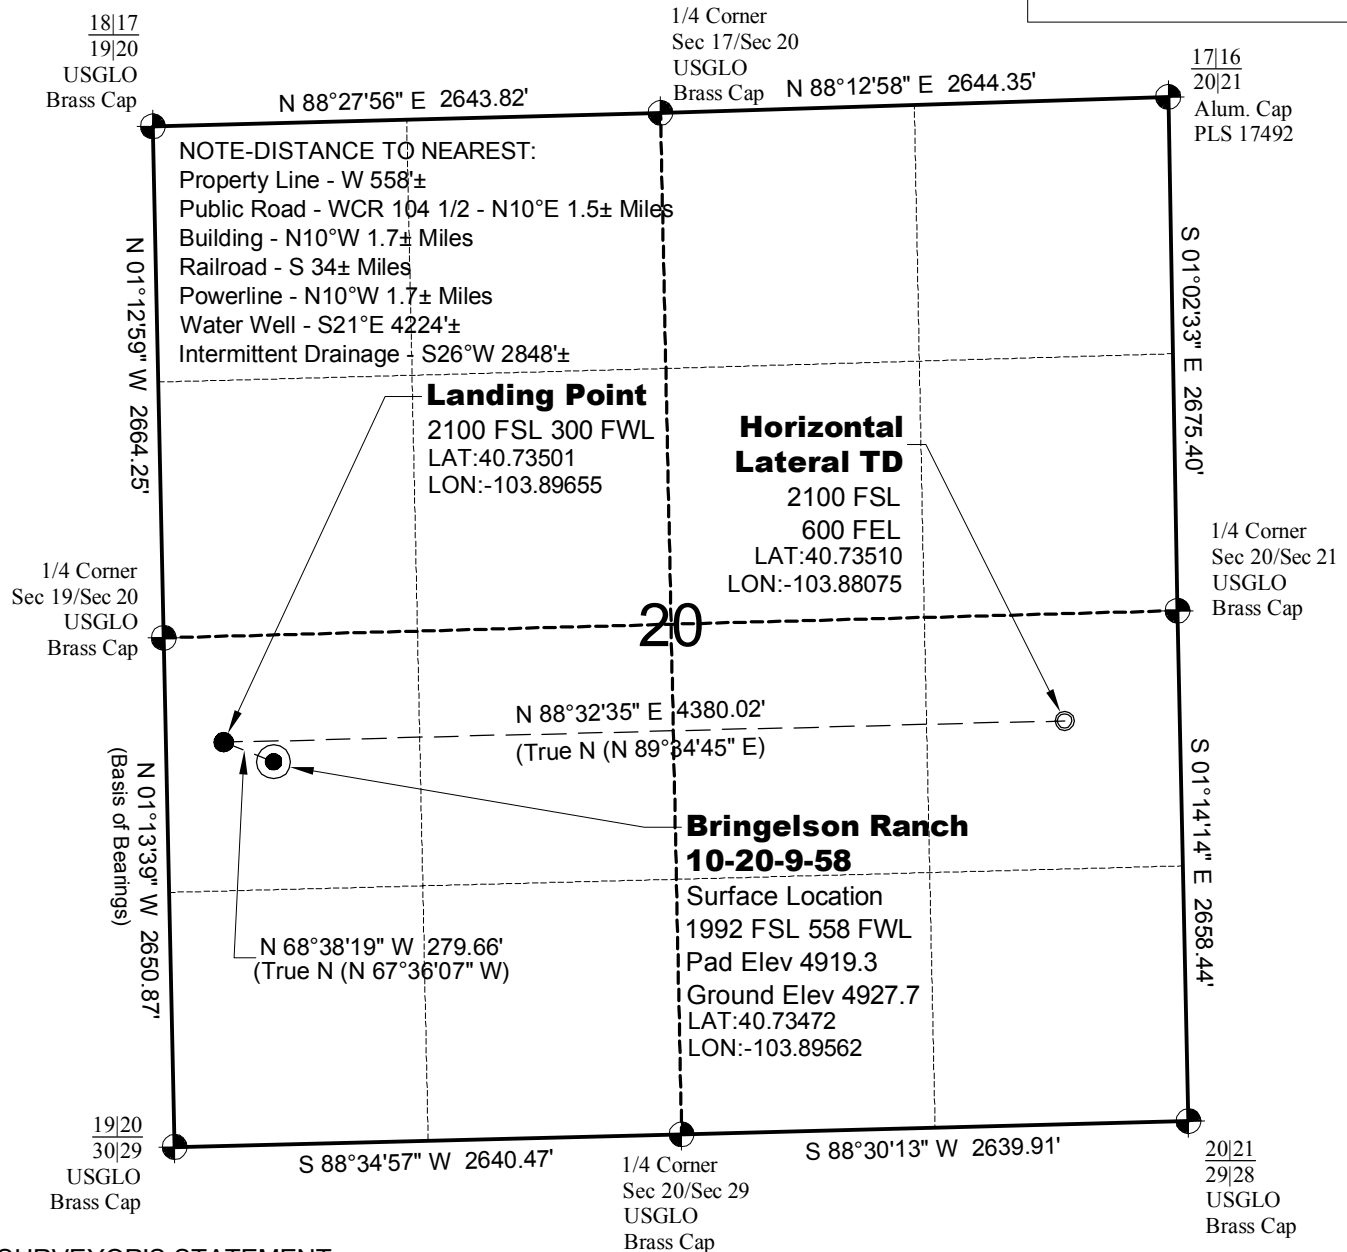 18|17
19|20
USGLO
Brass Cap
1/4 Corner
Sec 17/Sec 20
USGLO
Brass Cap
17|16
20|21
Alum. Cap
PLS 17492
N 88°27'56" E 2643.82'
N 88°12'58" E 2644.35'
NOTE-DISTANCE TO NEAREST:
Property Line - W 558'±
Public Road - WCR 104 1/2 - N10°E 1.5± Miles
Building - N10°W 1.7± Miles
Railroad - S 34± Miles
Powerline - N10°W 1.7± Miles
Water Well - S21°E 4224'±
Intermittent Drainage - S26°W 2848'±
N 01°12'59" W 2664.25'
S 01°02'33" E 2675.40'
Landing Point
2100 FSL 300 FWL
LAT:40.73501
LON:-103.89655
Horizontal
Lateral TD
2100 FSL
600 FEL
LAT:40.73510
LON:-103.88075
1/4 Corner
Sec 19/Sec 20
USGLO
Brass Cap
20
1/4 Corner
Sec 20/Sec 21
USGLO
Brass Cap
N 88°32'35" E 4380.02'
(True N (N 89°34'45" E)
N 01°13'39" W 2650.87'
(Basis of Bearings)
S 01°14'14" E 2658.44'
Bringelson Ranch
10-20-9-58
Surface Location
1992 FSL 558 FWL
Pad Elev 4919.3
Ground Elev 4927.7
LAT:40.73472
LON:-103.89562
N 68°38'19" W 279.66'
(True N (N 67°36'07" W)
19|20
30|29
USGLO
Brass Cap
S 88°34'57" W 2640.47'
1/4 Corner
Sec 20/Sec 29
USGLO
Brass Cap
S 88°30'13" W 2639.91'
20|21
29|28
USGLO
Brass Cap
SURVEYOR'S STATEMENT